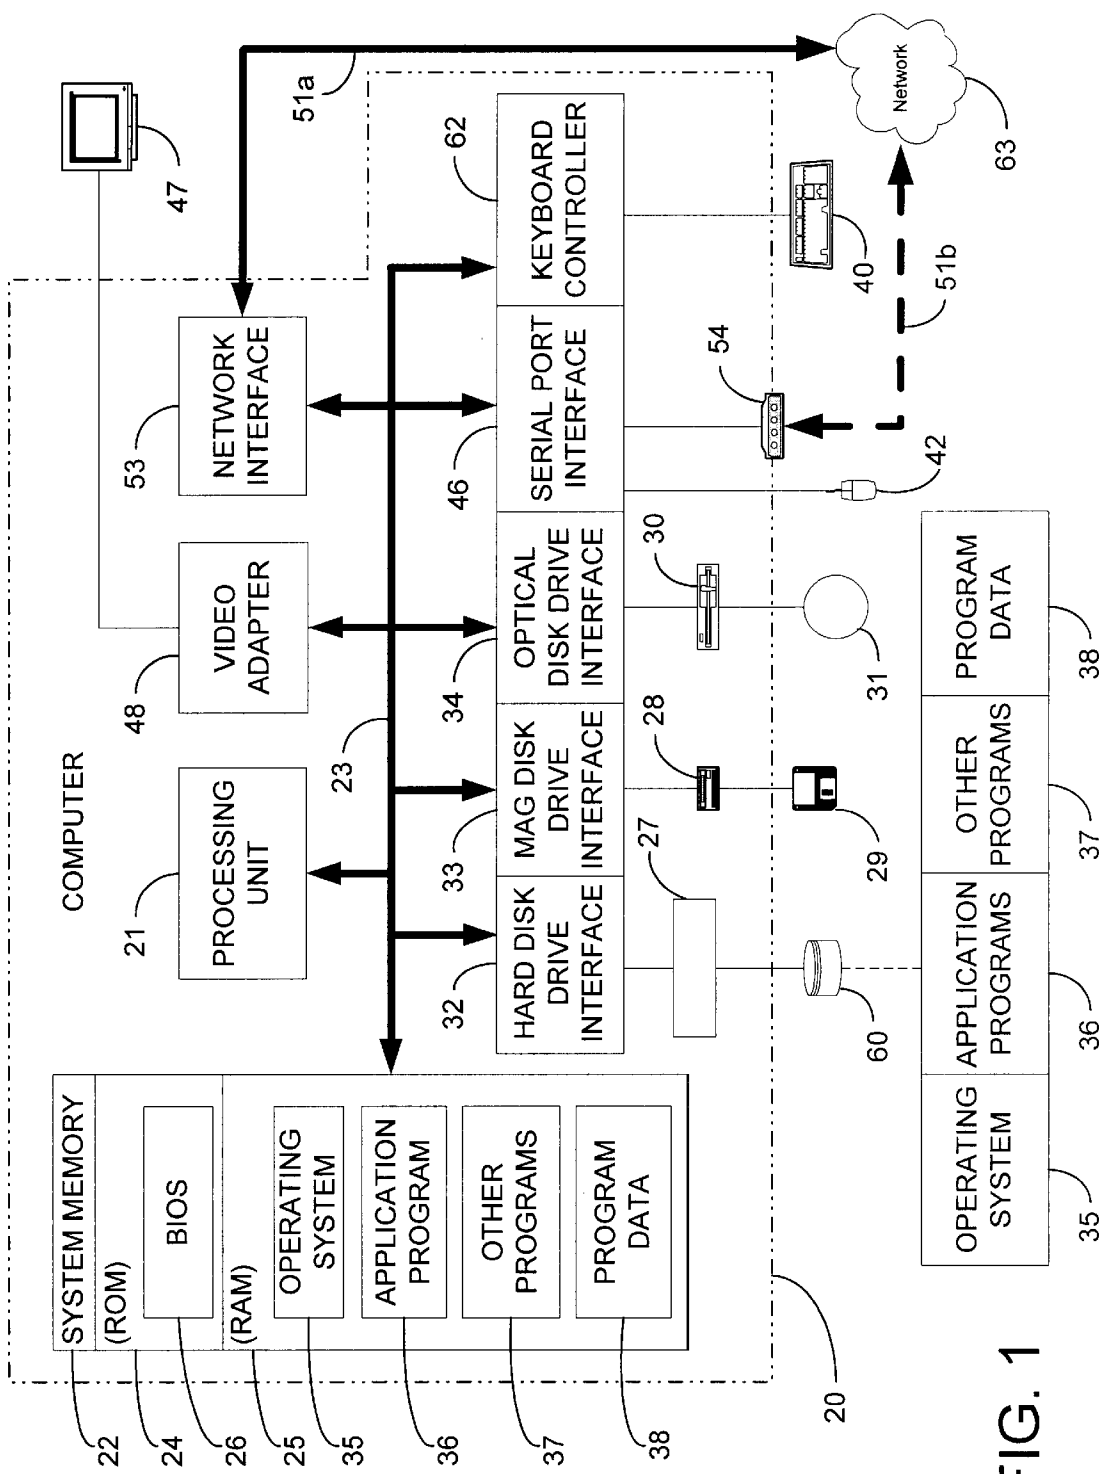 COMPUTER
47
51a
SYSTEM MEMORY
22
(ROM)
24
BIOS
26
(RAM)
25
OPERATING
SYSTEM
35
APPLICATION
PROGRAM
36
OTHER
PROGRAMS
37
PROGRAM
DATA
38
21
PROCESSING
UNIT
48
VIDEO
ADAPTER
53
NETWORK
INTERFACE
23
32
HARD DISK
DRIVE
INTERFACE
33
MAG DISK
DRIVE
INTERFACE
34
OPTICAL
DISK DRIVE
INTERFACE
46
SERIAL PORT
INTERFACE
62
KEYBOARD
CONTROLLER
27
28
30
54
20
60
29
31
42
40
51b
Network
63
OPERATING
SYSTEM
35
APPLICATION
PROGRAMS
36
OTHER
PROGRAMS
37
PROGRAM
DATA
38
FIG. 1